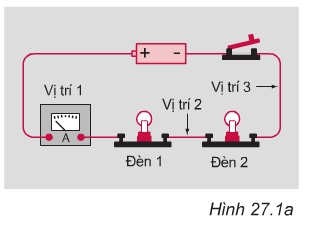 + -
Vị trí 3
Vị trí 1
Vị trí 2
A
Đèn 1
Đèn 2
Hình 27.1a